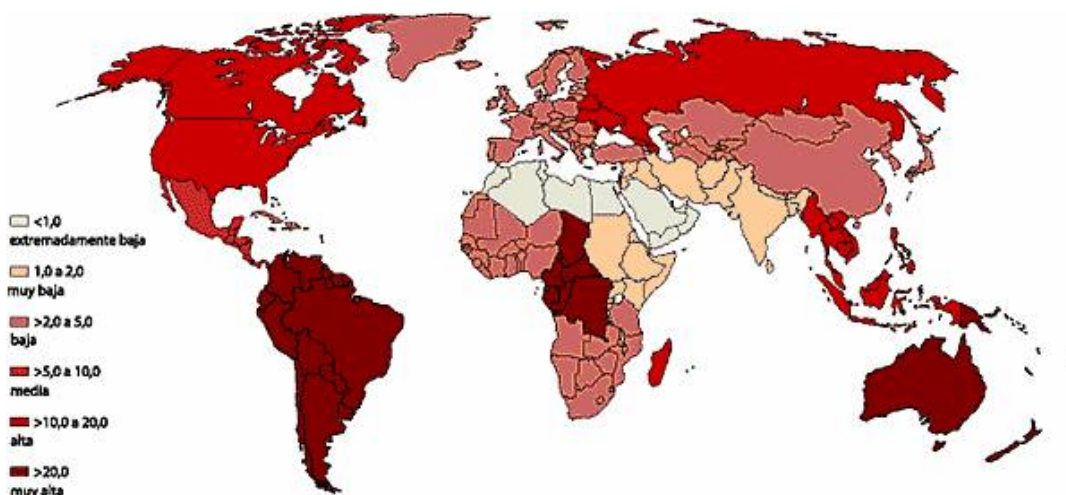 <1,0
extremadamente baja
1,0 a 2,0
muy baja
>2,0 a 5,0
baja
>5,0 a 10,0
media
>10,0 a 20,0
alta
>20,0
muy alta